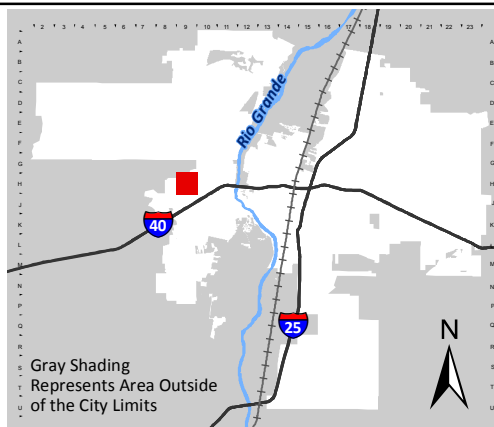 2 3 4 5 6 7 8 9 10 11 12 13 14 15 16 17 18 19 20 21 22 23
A A
B B
C C
D D
E E
F F
G G
H H
J J
K K
L L
M M
N N
P P
Q Q
R R
S S
T T
U U
Rio Grande
40
25
N
Gray Shading
Represents Area Outside
of the City Limits